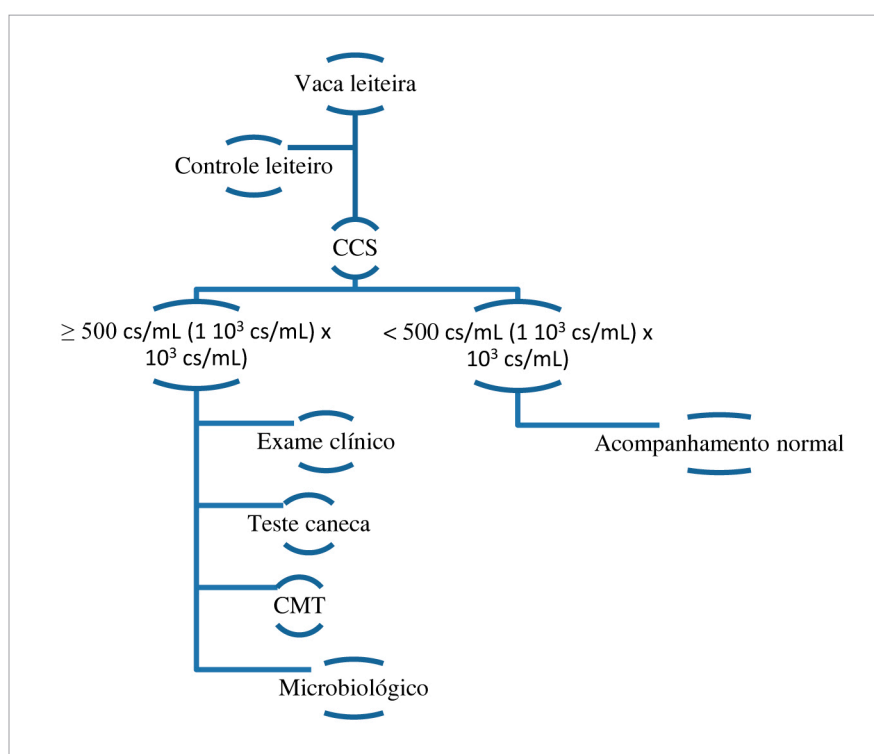 Vaca leiteira
Controle leiteiro
CCS
≥ 500 cs/mL (1 10³ cs/mL) x
10³ cs/mL)
< 500 cs/mL (1 10³ cs/mL) x
10³ cs/mL)
Exame clínico
Teste caneca
CMT
Microbiológico
Acompanhamento normal